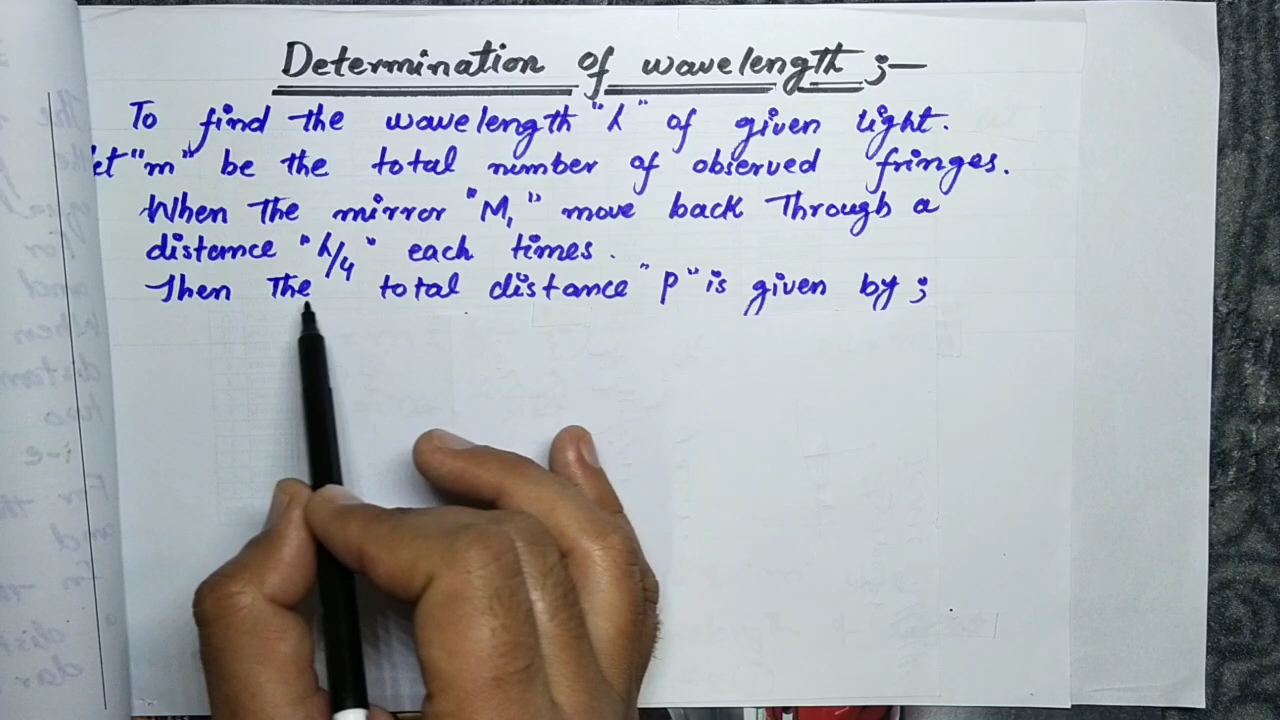 Determination of wavelength ;—
To find the wavelength "λ" of given light.
let "m" be the total number of observed fringes.
When the mirror "M₁" move back through a
distance "λ/4" each times.
Then the total distance "P" is given by ;